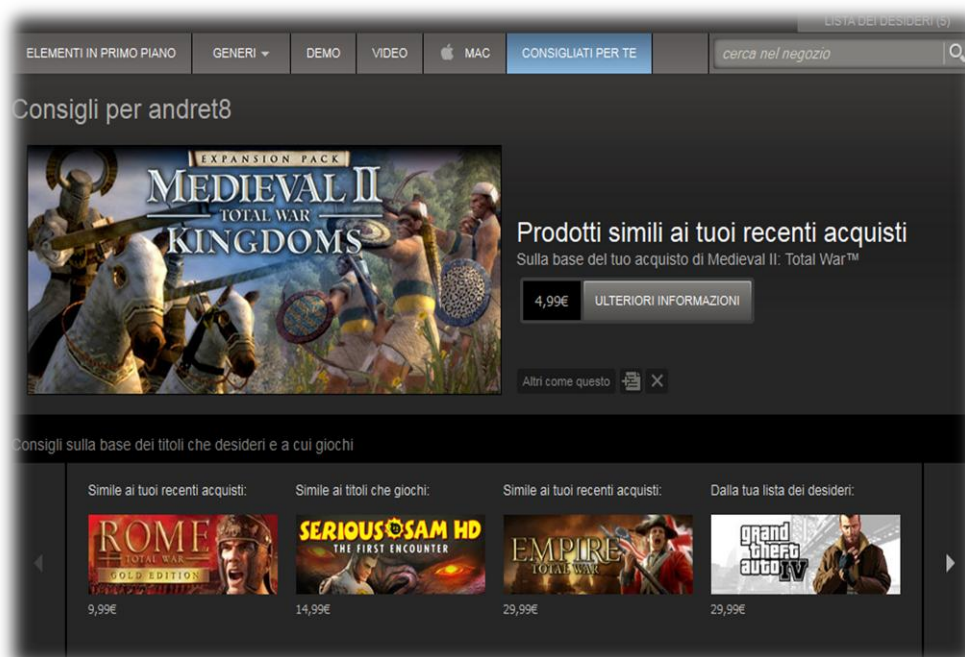 LISTA DEI DESIDERI (5)
ELEMENTI IN PRIMO PIANO GENERI DEMO VIDEO MAC CONSIGLIATI PER TE cerca nel negozio
Consigli per andret8
EXPANSION PACK
MEDIEVAL II
TOTAL WAR
KINGDOMS
Prodotti simili ai tuoi recenti acquisti
Sulla base del tuo acquisto di Medieval II: Total War™
4,99€ ULTERIORI INFORMAZIONI
Altri come questo
Consigli sulla base dei titoli che desideri e a cui giochi
Simile ai tuoi recenti acquisti: Simile ai titoli che giochi: Simile ai tuoi recenti acquisti: Dalla tua lista dei desideri:
ROME
TOTAL WAR
GOLD EDITION
SERIOUS SAM HD
THE FIRST ENCOUNTER
EMPIRE
TOTAL WAR
grand
theft
auto IV
9,99€ 14,99€ 29,99€ 29,99€